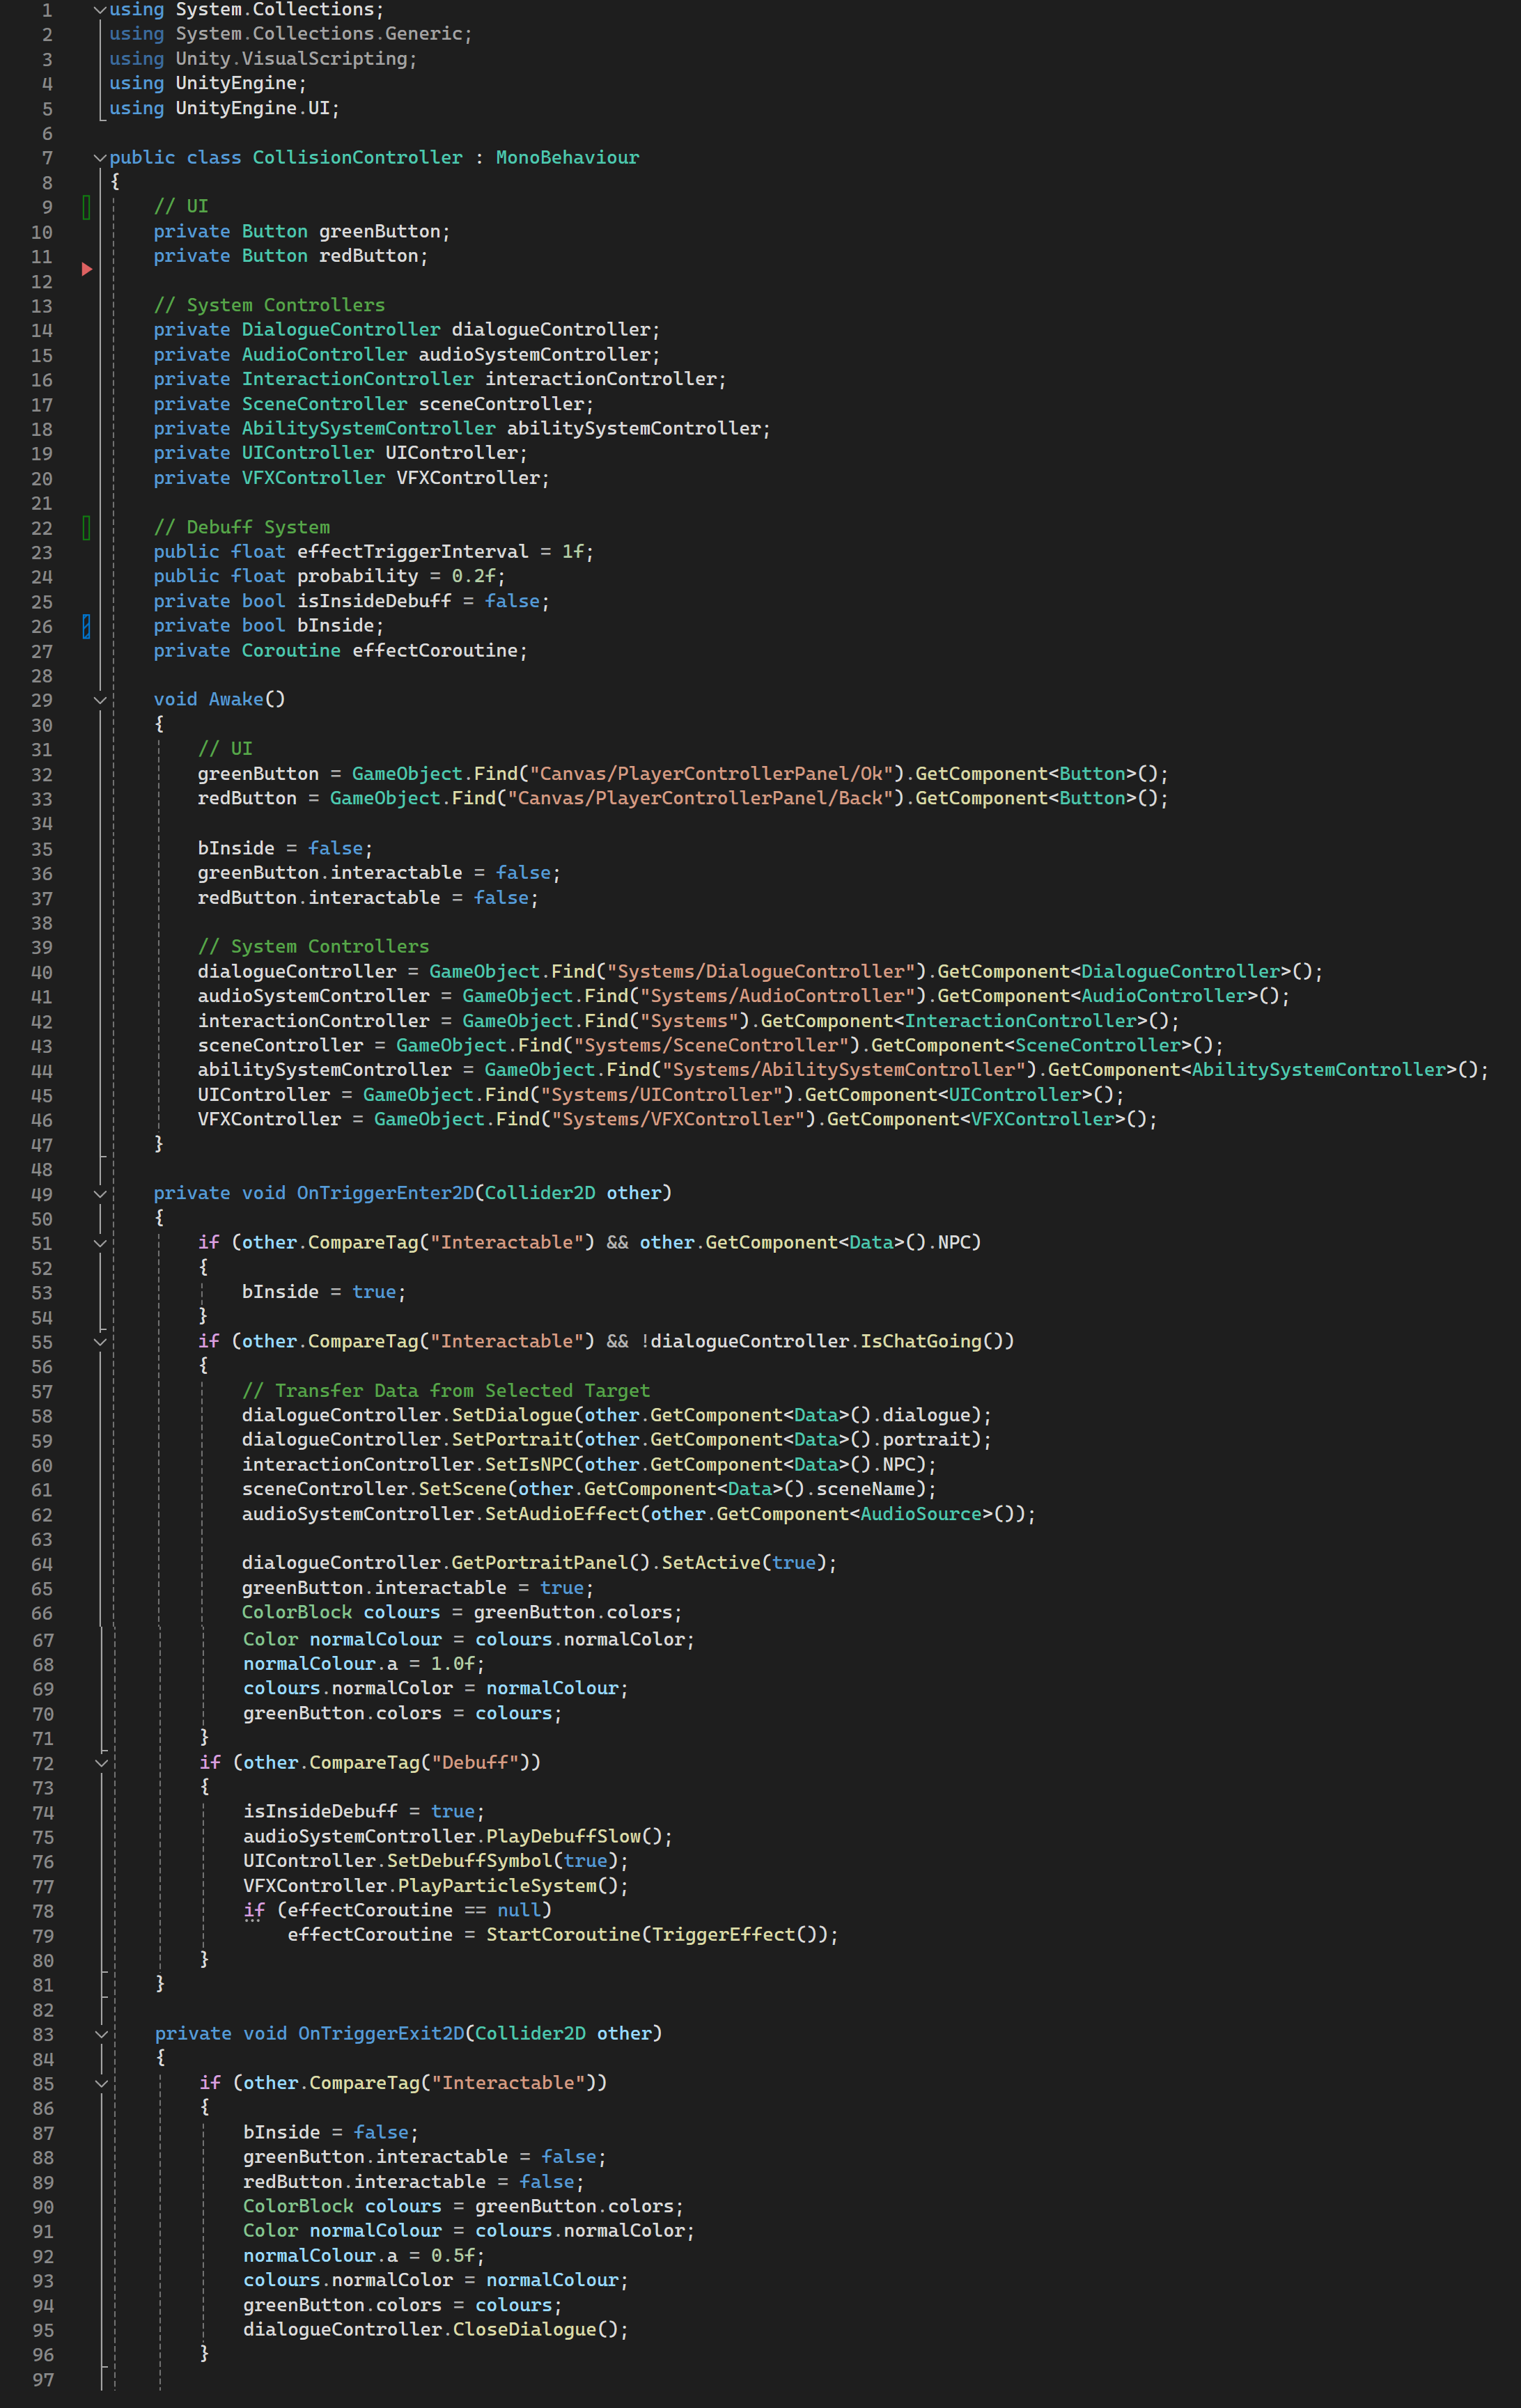 1 using System.Collections;
2 using System.Collections.Generic;
3 using Unity.VisualScripting;
4 using UnityEngine;
5 using UnityEngine.UI;
6
7 public class CollisionController : MonoBehaviour
8 {
9     // UI
10     private Button greenButton;
11     private Button redButton;
12
13     // System Controllers
14     private DialogueController dialogueController;
15     private AudioController audioSystemController;
16     private InteractionController interactionController;
17     private SceneController sceneController;
18     private AbilitySystemController abilitySystemController;
19     private UIController UIController;
20     private VFXController VFXController;
21
22     // Debuff System
23     public float effectTriggerInterval = 1f;
24     public float probability = 0.2f;
25     private bool isInsideDebuff = false;
26     private bool bInside;
27     private Coroutine effectCoroutine;
28
29     void Awake()
30     {
31         // UI
32         greenButton = GameObject.Find("Canvas/PlayerControllerPanel/Ok").GetComponent<Button>();
33         redButton = GameObject.Find("Canvas/PlayerControllerPanel/Back").GetComponent<Button>();
34
35         bInside = false;
36         greenButton.interactable = false;
37         redButton.interactable = false;
38
39         // System Controllers
40         dialogueController = GameObject.Find("Systems/DialogueController").GetComponent<DialogueController>();
41         audioSystemController = GameObject.Find("Systems/AudioController").GetComponent<AudioController>();
42         interactionController = GameObject.Find("Systems").GetComponent<InteractionController>();
43         sceneController = GameObject.Find("Systems/SceneController").GetComponent<SceneController>();
44         abilitySystemController = GameObject.Find("Systems/AbilitySystemController").GetComponent<AbilitySystemController>();
45         UIController = GameObject.Find("Systems/UIController").GetComponent<UIController>();
46         VFXController = GameObject.Find("Systems/VFXController").GetComponent<VFXController>();
47     }
48
49     private void OnTriggerEnter2D(Collider2D other)
50     {
51         if (other.CompareTag("Interactable") && other.GetComponent<Data>().NPC)
52         {
53             bInside = true;
54         }
55         if (other.CompareTag("Interactable") && !dialogueController.IsChatGoing())
56         {
57             // Transfer Data from Selected Target
58             dialogueController.SetDialogue(other.GetComponent<Data>().dialogue);
59             dialogueController.SetPortrait(other.GetComponent<Data>().portrait);
60             interactionController.SetIsNPC(other.GetComponent<Data>().NPC);
61             sceneController.SetScene(other.GetComponent<Data>().sceneName);
62             audioSystemController.SetAudioEffect(other.GetComponent<AudioSource>());
63
64             dialogueController.GetPortraitPanel().SetActive(true);
65             greenButton.interactable = true;
66             ColorBlock colours = greenButton.colors;
67             Color normalColour = colours.normalColor;
68             normalColour.a = 1.0f;
69             colours.normalColor = normalColour;
70             greenButton.colors = colours;
71         }
72         if (other.CompareTag("Debuff"))
73         {
74             isInsideDebuff = true;
75             audioSystemController.PlayDebuffSlow();
76             UIController.SetDebuffSymbol(true);
77             VFXController.PlayParticleSystem();
78             if (effectCoroutine == null)
79                 effectCoroutine = StartCoroutine(TriggerEffect());
80         }
81     }
82
83     private void OnTriggerExit2D(Collider2D other)
84     {
85         if (other.CompareTag("Interactable"))
86         {
87             bInside = false;
88             greenButton.interactable = false;
89             redButton.interactable = false;
90             ColorBlock colours = greenButton.colors;
91             Color normalColour = colours.normalColor;
92             normalColour.a = 0.5f;
93             colours.normalColor = normalColour;
94             greenButton.colors = colours;
95             dialogueController.CloseDialogue();
96         }
97